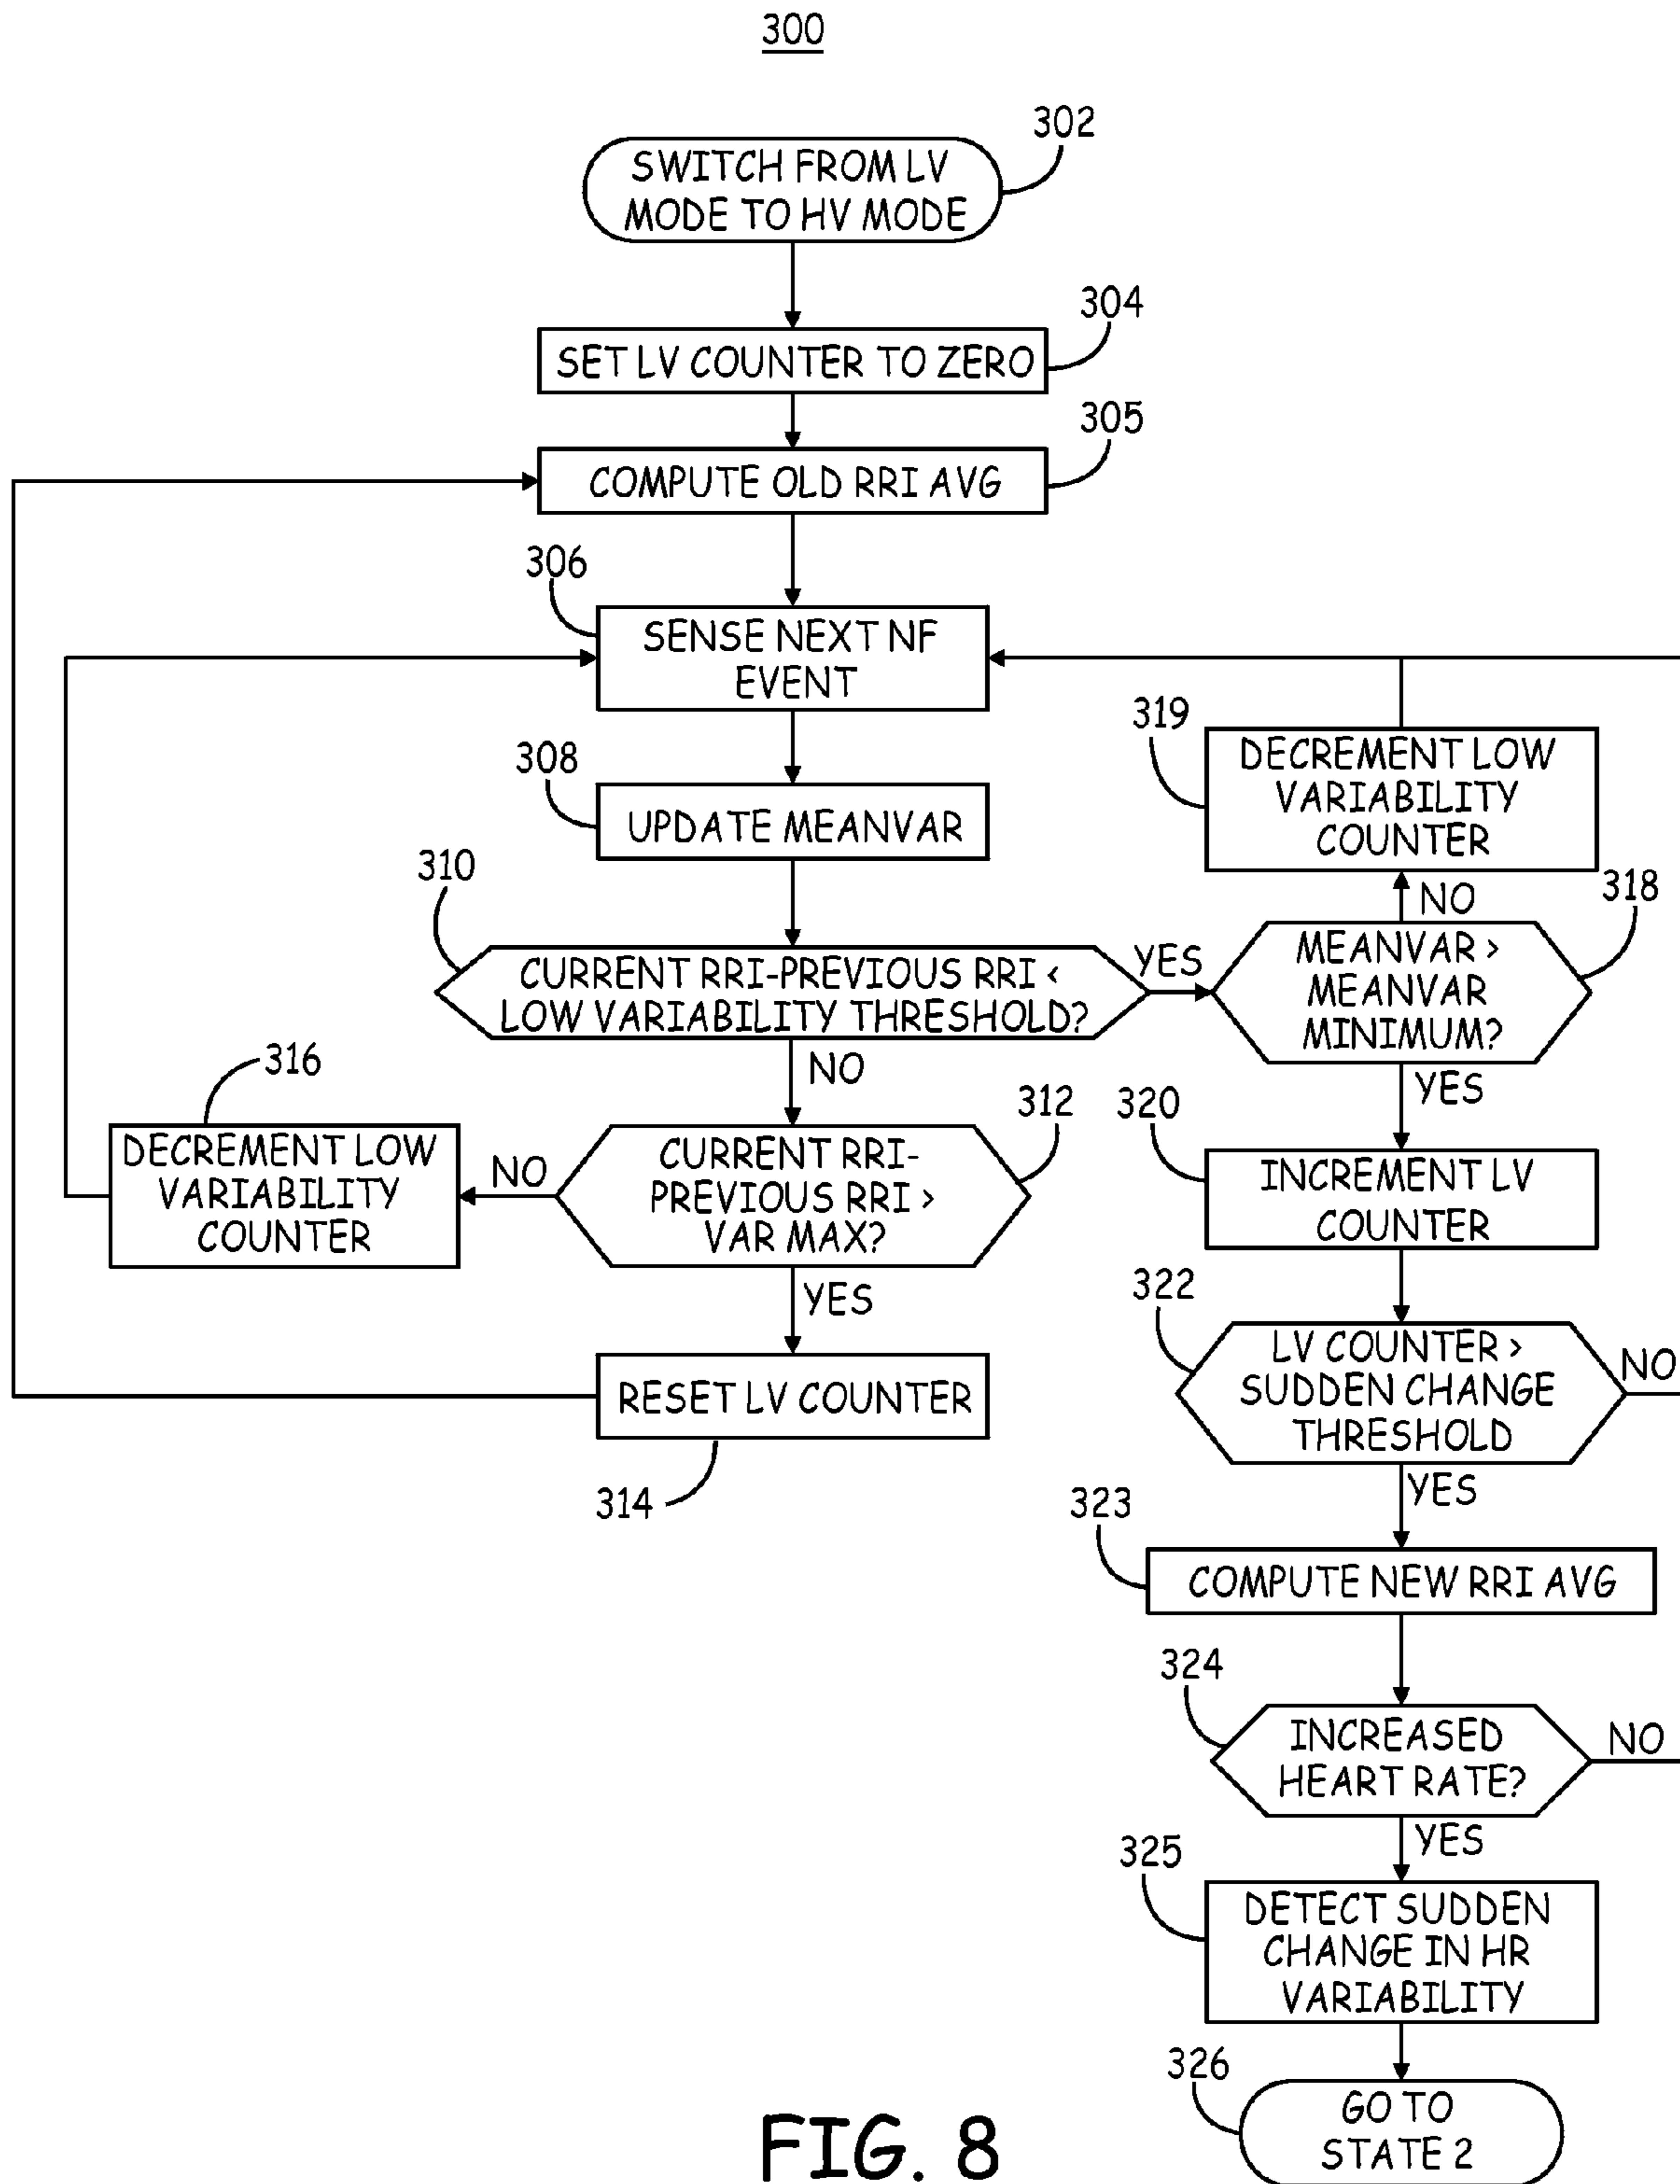 300
302
SWITCH FROM LV
MODE TO HV MODE
304
SET LV COUNTER TO ZERO
305
COMPUTE OLD RRI AVG
306
SENSE NEXT NF
EVENT
308
UPDATE MEANVAR
310
CURRENT RRI-PREVIOUS RRI <
LOW VARIABILITY THRESHOLD?
YES
NO
312
CURRENT RRI-
PREVIOUS RRI >
VAR MAX?
NO
316
DECREMENT LOW
VARIABILITY
COUNTER
YES
RESET LV COUNTER
314
319
DECREMENT LOW
VARIABILITY
COUNTER
NO
318
MEANVAR >
MEANVAR
MINIMUM?
YES
320
INCREMENT LV
COUNTER
322
LV COUNTER >
SUDDEN CHANGE
THRESHOLD
NO
YES
323
COMPUTE NEW RRI AVG
324
INCREASED
HEART RATE?
NO
YES
325
DETECT SUDDEN
CHANGE IN HR
VARIABILITY
326
GO TO
STATE 2
FIG. 8